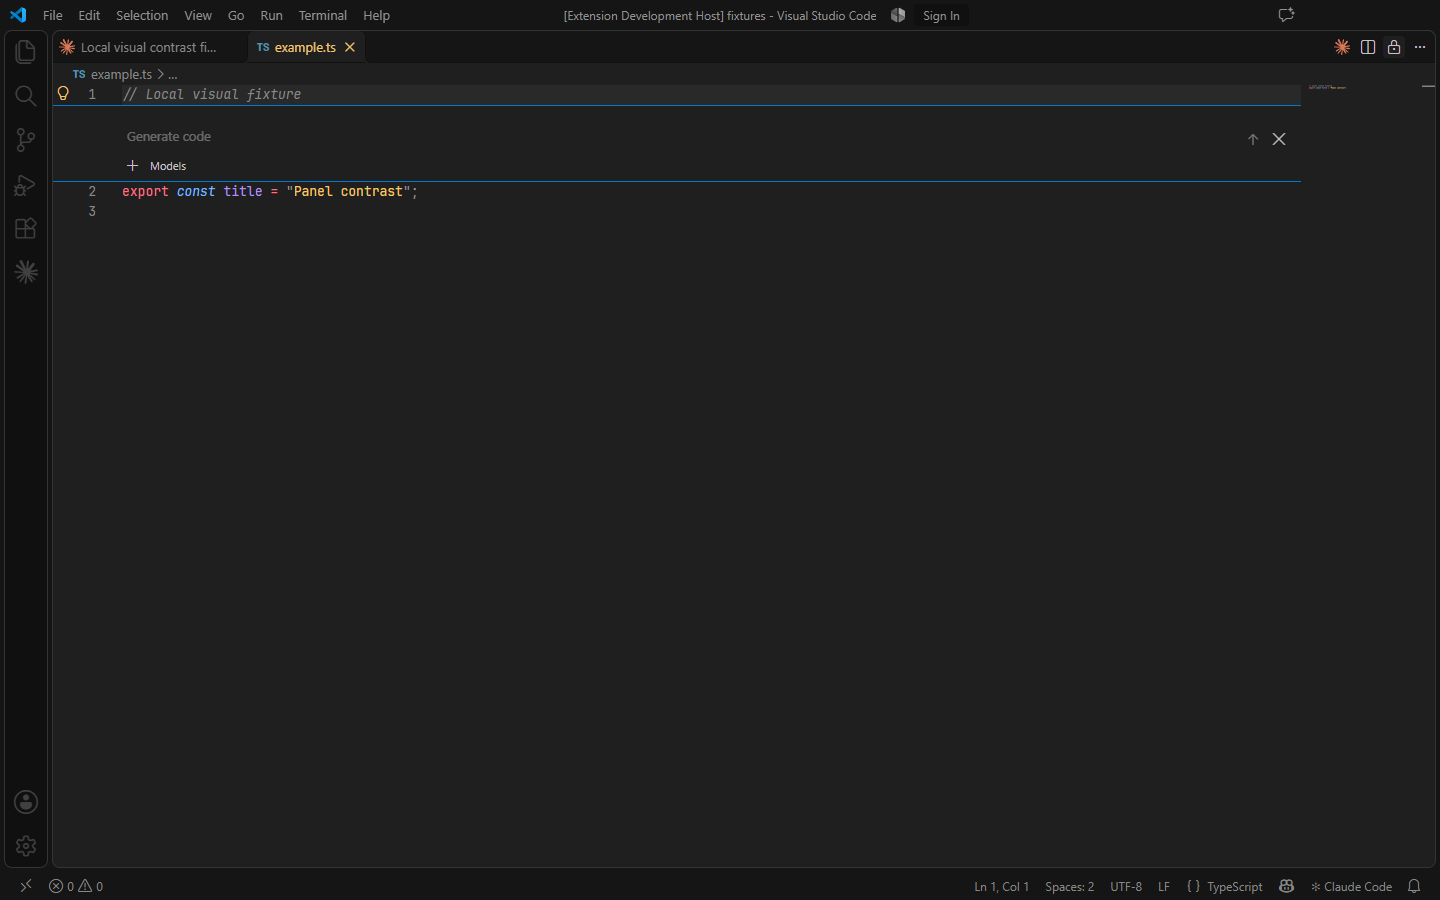 File Edit Selection View Go Run Terminal Help
[Extension Development Host] fixtures - Visual Studio Code
Sign In
Local visual contrast fi...
TS example.ts
TS example.ts > ...
1 // Local visual fixture
Generate code
+ Models
2 export const title = "Panel contrast";
3
0 0
Ln 1, Col 1 Spaces: 2 UTF-8 LF { } TypeScript Claude Code